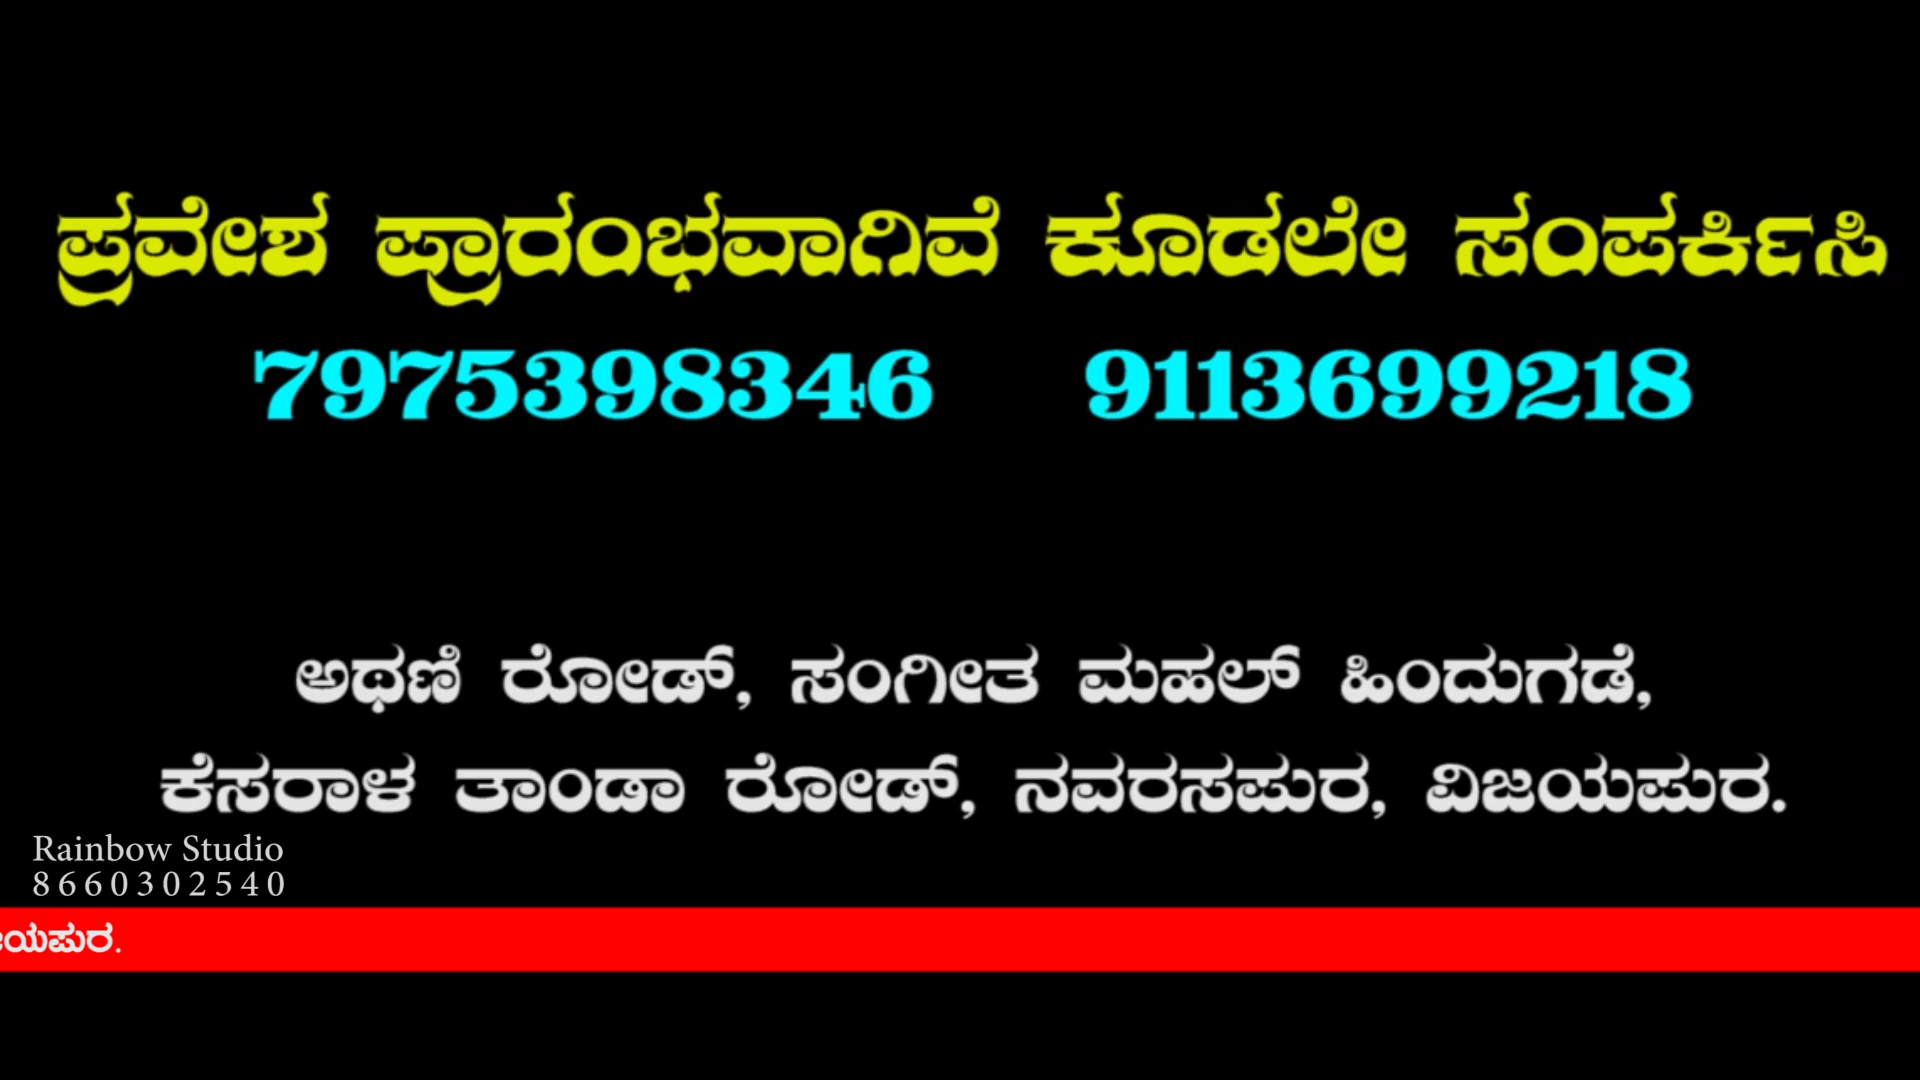 ಪ್ರವೇಶ ಪ್ರಾರಂಭವಾಗಿವೆ ಕೂಡಲೇ ಸಂಪರ್ಕಿಸಿ
7975398346 9113699218
ಅಥಣಿ ರೋಡ್, ಸಂಗೀತ ಮಹಲ್ ಹಿಂದುಗಡೆ,
ಕೆಸರಾಳ ತಾಂಡಾ ರೋಡ್, ನವರಸಪುರ, ವಿಜಯಪುರ.
Rainbow Studio
8660302540
ಯಪುರ.